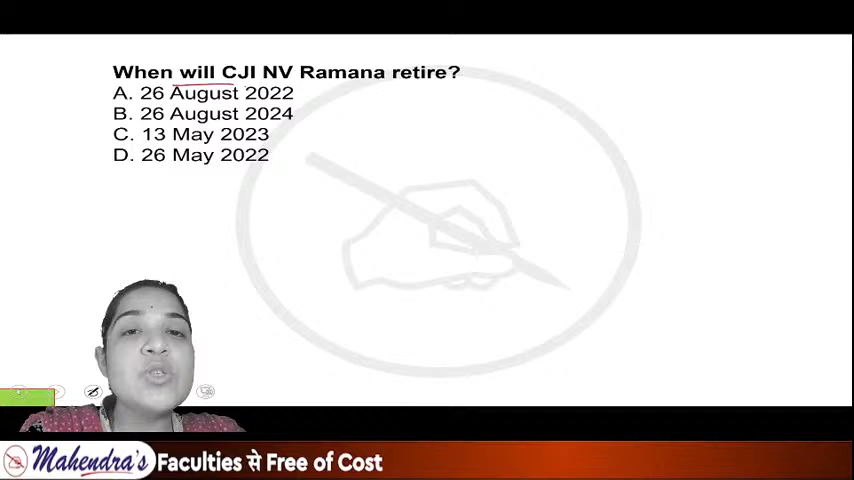 When will CJI NV Ramana retire?
A. 26 August 2022
B. 26 August 2024
C. 13 May 2023
D. 26 May 2022
Mahendra's Faculties से Free of Cost